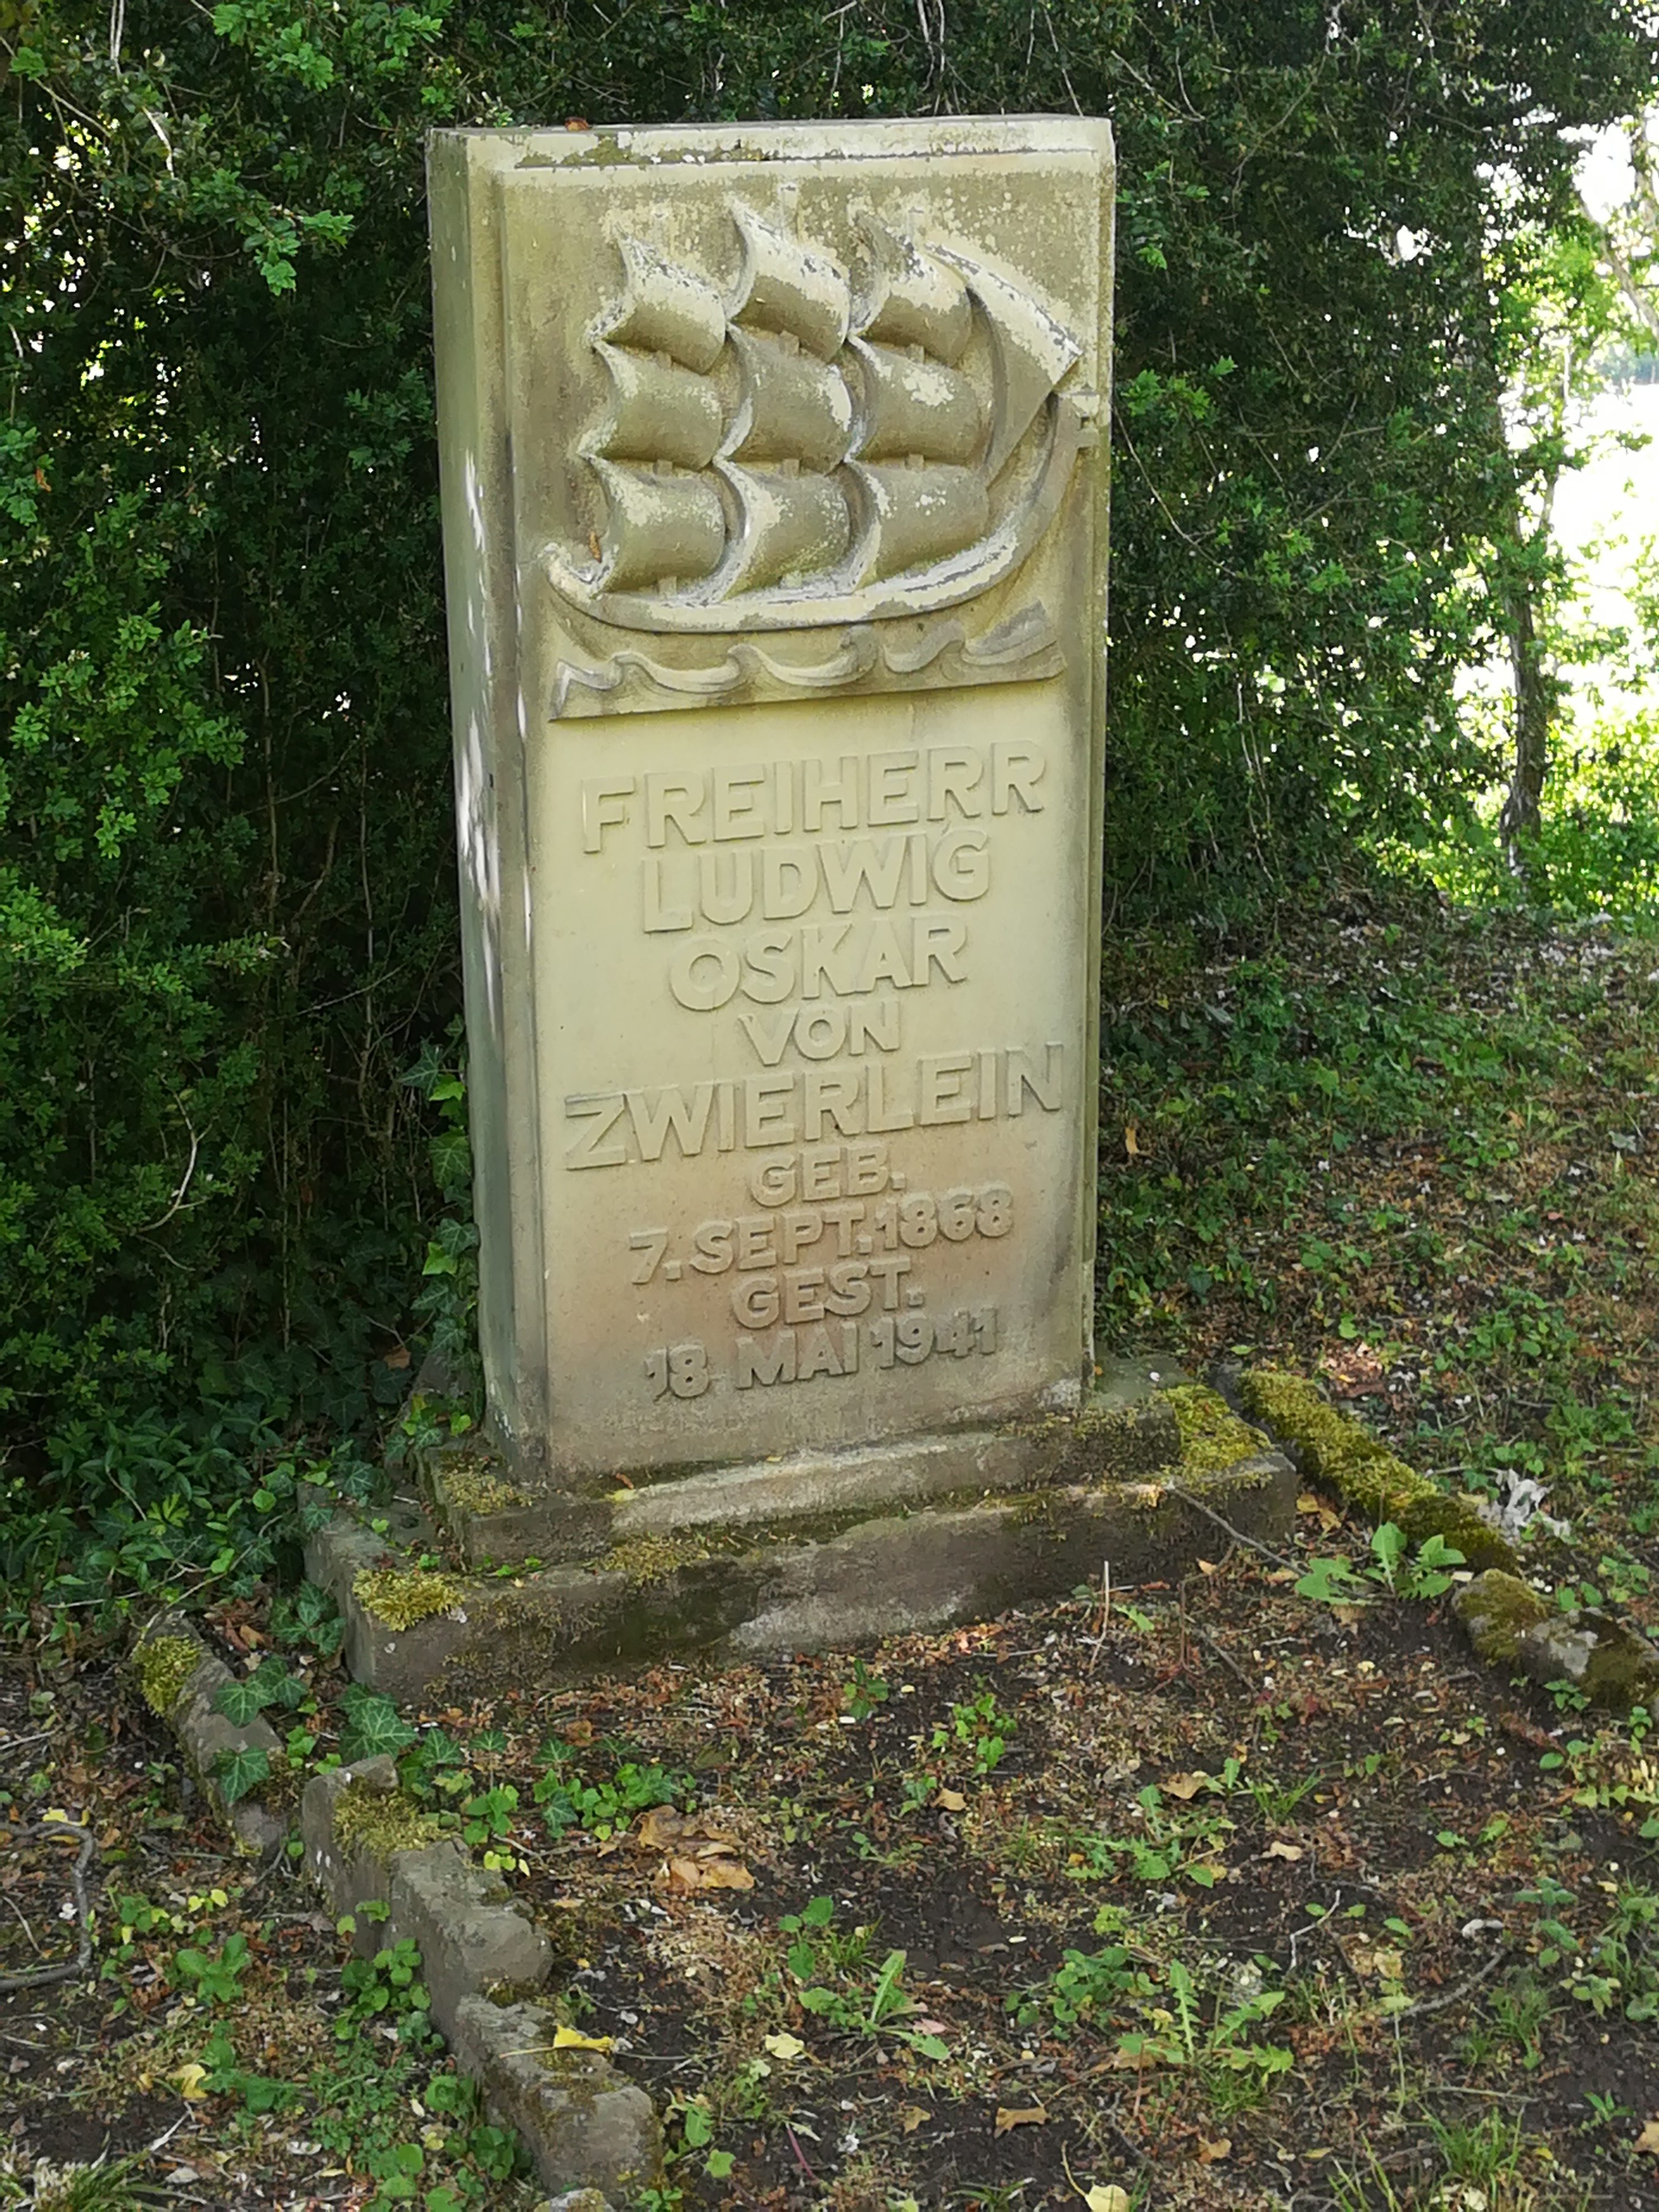 FREIHERR
LUDWIG
OSKAR
VON
ZWIERLEIN
GEB.
7. SEPT. 1868
GEST.
18 MAI 1941